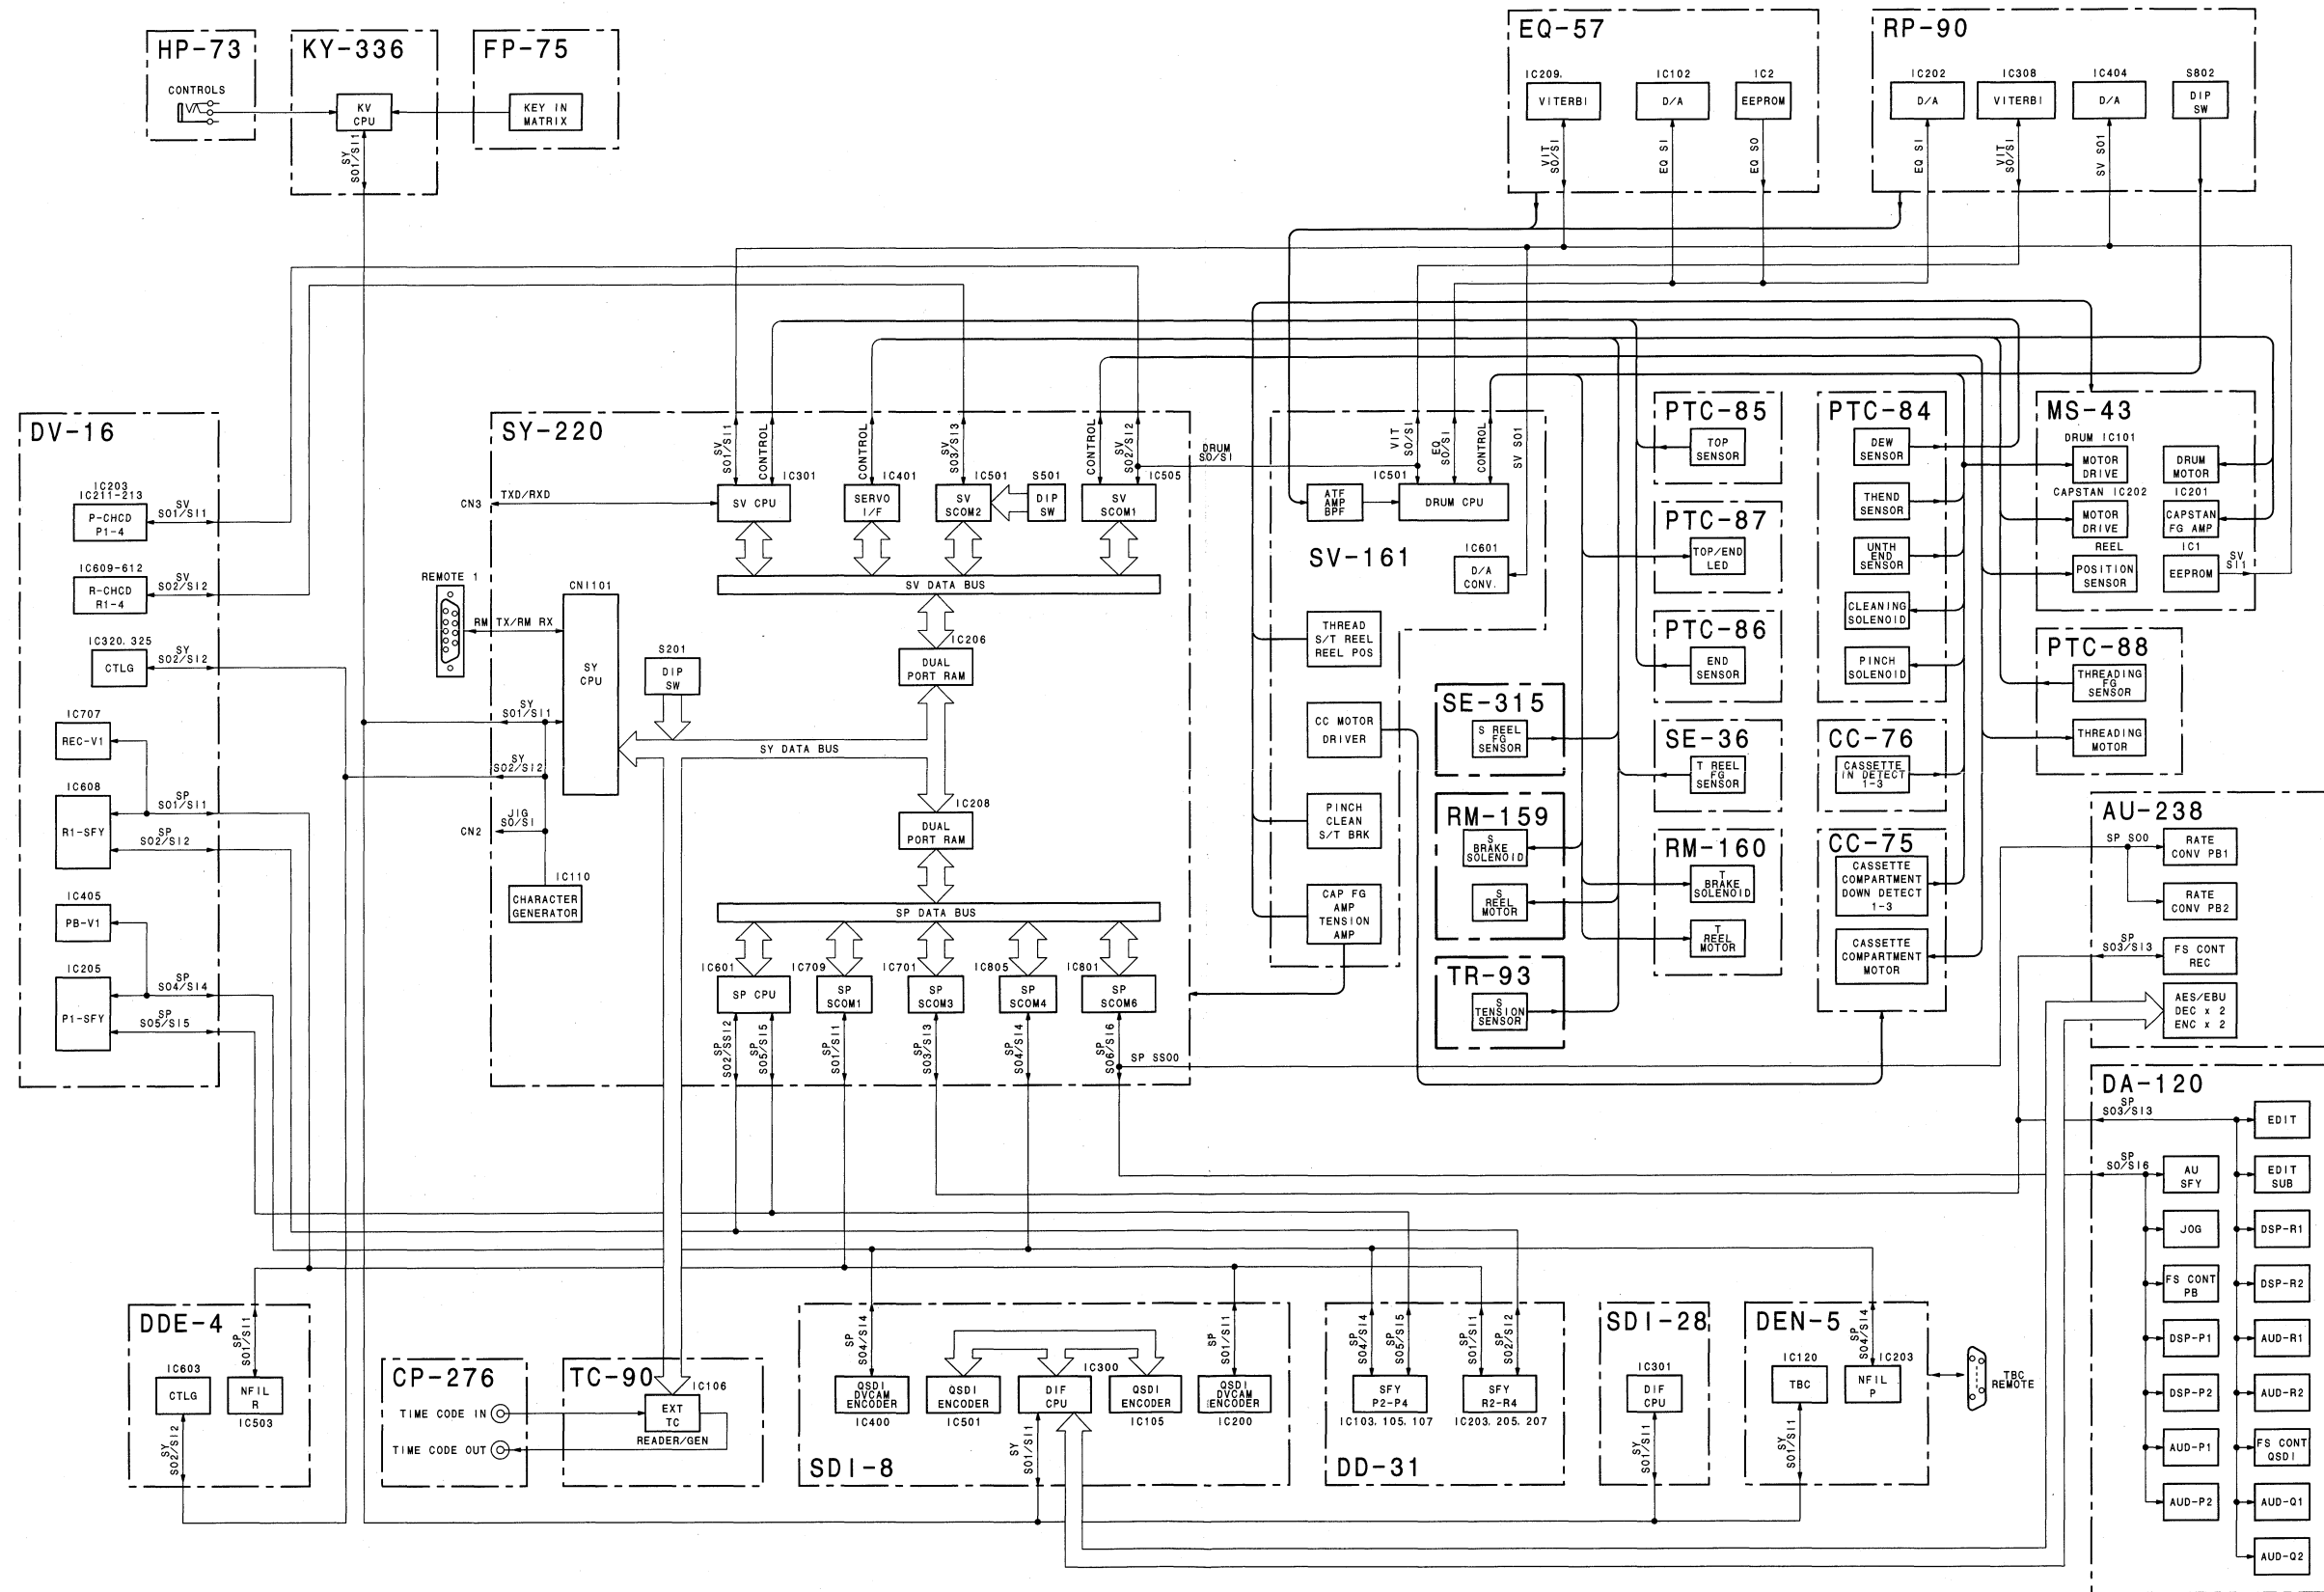 HP-73
CONTROLS
KY-336
KV
CPU
SY
SO1/SI1
FP-75
KEY IN
MATRIX
EQ-57
IC209.
VITERBI
IC102
D/A
IC2
EEPROM
VIT
SO/SI
EQ SI
EQ SO
RP-90
IC202
D/A
IC308
VITERBI
IC404
D/A
S802
DIP
SW
EQ SI
VIT
SO/SI
SV SO1
DV-16
IC203
IC211-213
P-CHCD
P1-4
SV
SO1/SI1
IC609-612
R-CHCD
R1-4
SV
SO2/SI2
IC320. 325
CTLG
SY
SO2/SI2
IC707
REC-V1
IC608
R1-SFY
SP
SO1/SI1
SP
SO2/SI2
IC405
PB-V1
IC205
P1-SFY
SP
SO4/SI4
SP
SO5/SI5
SY-220
SV
SO1/SI1
CONTROL
IC301
SV CPU
CN3
TXD/RXD
CONTROL
IC401
SERVO
I/F
SV
SO3/SI3
IC501
SV
SCOM2
S501
DIP
SW
CONTROL
SV
SO2/SI2
IC505
SV
SCOM1
DRUM
SO/SI
SV DATA BUS
REMOTE 1
RM TX/RM RX
CN1101
SY
CPU
S201
DIP
SW
IC206
DUAL
PORT RAM
SY
SO1/SI1
SY DATA BUS
SY
SO2/SI2
JIG
SO/SI
CN2
IC110
CHARACTER
GENERATOR
IC208
DUAL
PORT RAM
SP DATA BUS
IC601
SP CPU
IC709
SP
SCOM1
IC701
SP
SCOM3
IC805
SP
SCOM4
IC801
SP
SCOM6
SP
SO2/SSI2
SP
SO5/SI5
SP
SO1/SI1
SP
SO3/SI3
SP
SO4/SI4
SP
SO6/SI6
SP SSO0
SV-161
VIT
SO/SI
EQ
SO/SI
CONTROL
SV SO1
IC501
ATF
AMP
BPF
DRUM CPU
IC601
D/A
CONV.
THREAD
S/T REEL
REEL POS
CC MOTOR
DRIVER
PINCH
CLEAN
S/T BRK
CAP FG
AMP
TENSION
AMP
SE-315
S REEL
FG
SENSOR
RM-159
S
BRAKE
SOLENOID
S
REEL
MOTOR
TR-93
S
TENSION
SENSOR
PTC-85
TOP
SENSOR
PTC-87
TOP/END
LED
PTC-86
END
SENSOR
SE-36
T REEL
FG
SENSOR
RM-160
T
BRAKE
SOLENOID
T
REEL
MOTOR
PTC-84
DEW
SENSOR
THEND
SENSOR
UNTH
END
SENSOR
CLEANING
SOLENOID
PINCH
SOLENOID
CC-76
CASSETTE
IN DETECT
1-3
CC-75
CASSETTE
COMPARTMENT
DOWN DETECT
1-3
CASSETTE
COMPARTMENT
MOTOR
MS-43
DRUM IC101
MOTOR
DRIVE
DRUM
MOTOR
CAPSTAN IC202
MOTOR
DRIVE
IC201
CAPSTAN
FG AMP
REEL
POSITION
SENSOR
IC1
EEPROM
SV
SI1
PTC-88
THREADING
FG
SENSOR
THREADING
MOTOR
AU-238
SP SO0
RATE
CONV PB1
RATE
CONV PB2
SP
SO3/SI3
FS CONT
REC
AES/EBU
DEC x 2
ENC x 2
DA-120
SP
SO3/SI3
EDIT
SP
SO/SI6
AU
SFY
EDIT
SUB
JOG
DSP-R1
FS CONT
PB
DSP-R2
DSP-P1
AUD-R1
DSP-P2
AUD-R2
AUD-P1
FS CONT
QSDI
AUD-P2
AUD-Q1
AUD-Q2
DDE-4
SP
SO1/SI1
IC603
CTLG
NFIL
R
IC503
SY
SO2/SI2
CP-276
TIME CODE IN
TIME CODE OUT
TC-90
IC106
EXT
TC
READER/GEN
SP
SO4/SI4
QSDI
DVCAM
ENCODER
IC400
QSDI
ENCODER
IC501
IC300
DIF
CPU
QSDI
ENCODER
IC105
SP
SO1/SI1
QSDI
DVCAM
ENCODER
IC200
SY
SO1/SI1
SDI-8
SP
SO4/SI4
SP
SO5/SI5
SP
SO1/SI1
SP
SO2/SI2
SFY
P2-P4
IC103. 105. 107
SFY
R2-R4
IC203. 205. 207
DD-31
SDI-28
IC301
DIF
CPU
SY
SO1/SI1
DEN-5
SP
SO4/SI4
IC120
TBC
IC203
NFIL
P
SY
SO1/SI1
TBC
REMOTE